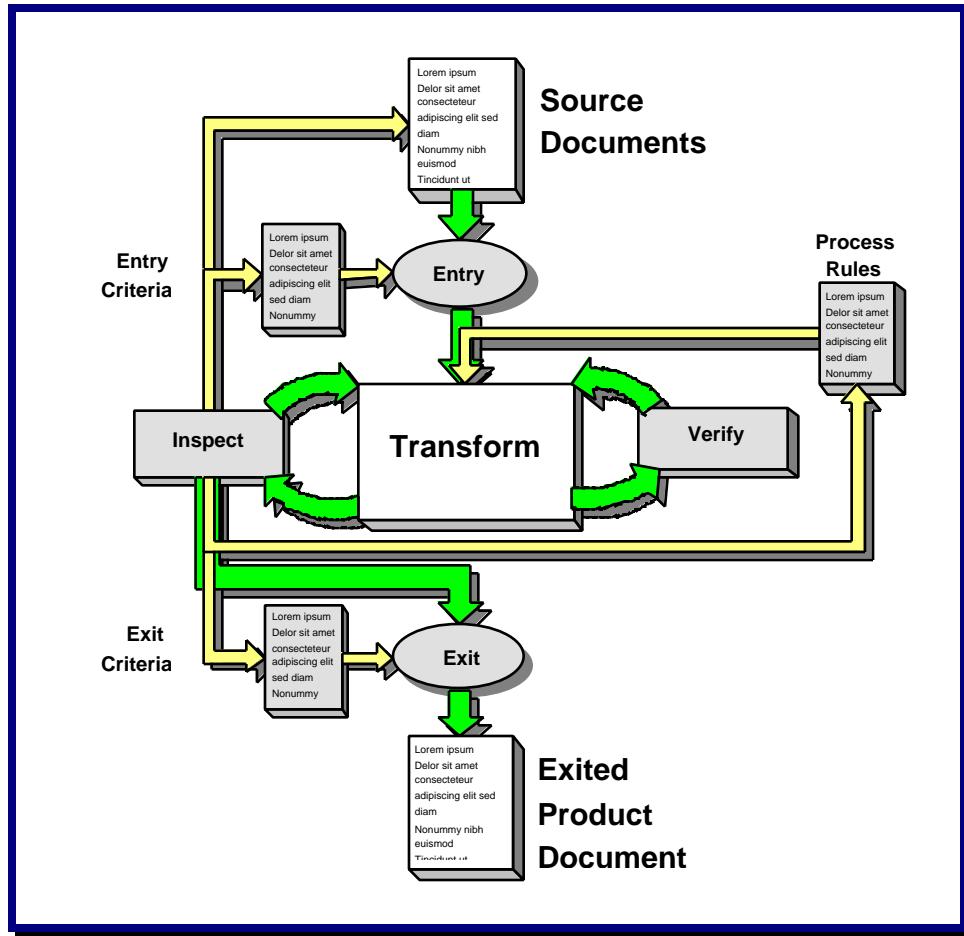 Lorem ipsum
Delor sit amet
consecteteur
adipiscing elit sed
diam
Nonummy nibh
euismod
Tincidunt ut
Source
Documents
Entry
Criteria
Lorem ipsum
Delor sit amet
consecteteur
adipiscing elit
sed diam
Nonummy
Entry
Process
Rules
Lorem ipsum
Delor sit amet
consecteteur
adipiscing elit
sed diam
Nonummy
Inspect
Transform
Verify
Exit
Criteria
Lorem ipsum
Delor sit amet
consecteteur
adipiscing elit
sed diam
Nonummy
Exit
Lorem ipsum
Delor sit amet
consecteteur
adipiscing elit sed
diam
Nonummy nibh
euismod
Tincidunt ut
Exited
Product
Document